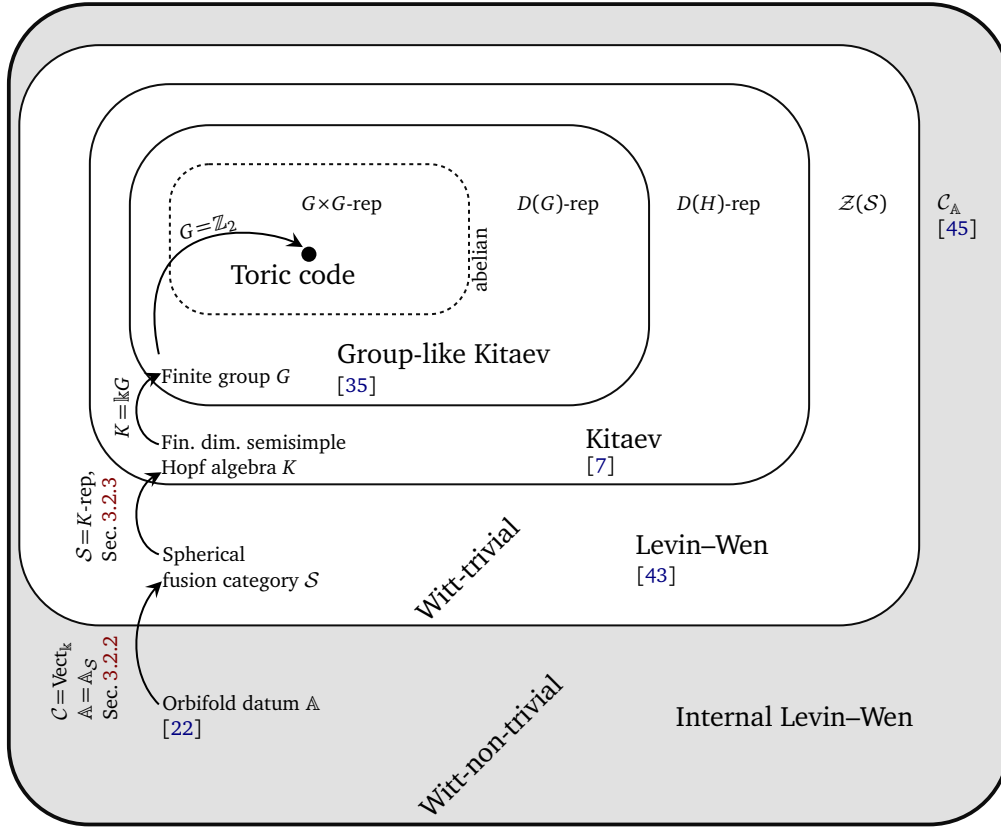 G×G-rep
D(G)-rep
D(H)-rep
𝒵(𝒮)
𝒞_𝔸
[45]
G=ℤ₂
Toric code
abelian
Group-like Kitaev
[35]
Finite group G
K=𝕜G
Fin. dim. semisimple
Hopf algebra K
Kitaev
[7]
𝒮=K-rep,
Sec. 3.2.3
Spherical
fusion category 𝒮
Witt-trivial
Levin–Wen
[43]
𝒞=Vect_𝕜
𝔸=𝔸_𝒮
Sec. 3.2.2
Orbifold datum 𝔸
[22]
Witt-non-trivial
Internal Levin–Wen